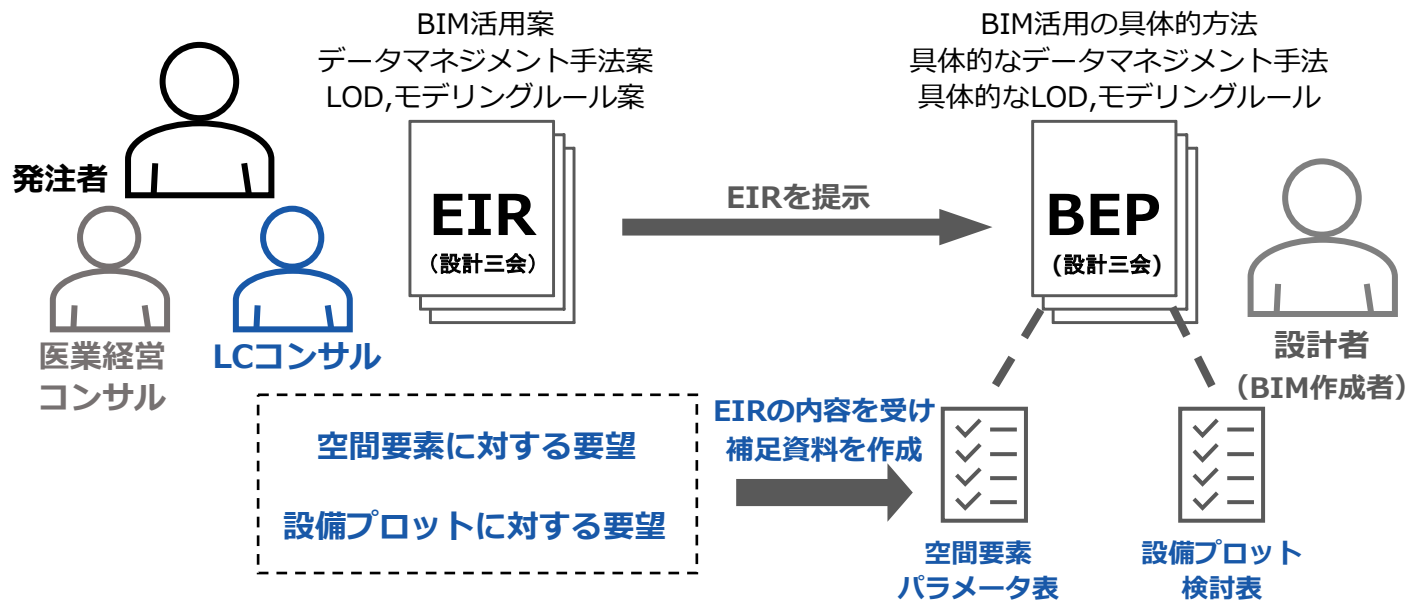 BIM活用案
データマネジメント手法案
LOD,モデリングルール案
BIM活用の具体的方法
具体的なデータマネジメント手法
具体的なLOD,モデリングルール
発注者
EIR
（設計三会）
EIRを提示
BEP
(設計三会)
医業経営
コンサル
LCコンサル
設計者
（BIM作成者）
空間要素に対する要望
設備プロットに対する要望
EIRの内容を受け
補足資料を作成
空間要素
パラメータ表
設備プロット
検討表